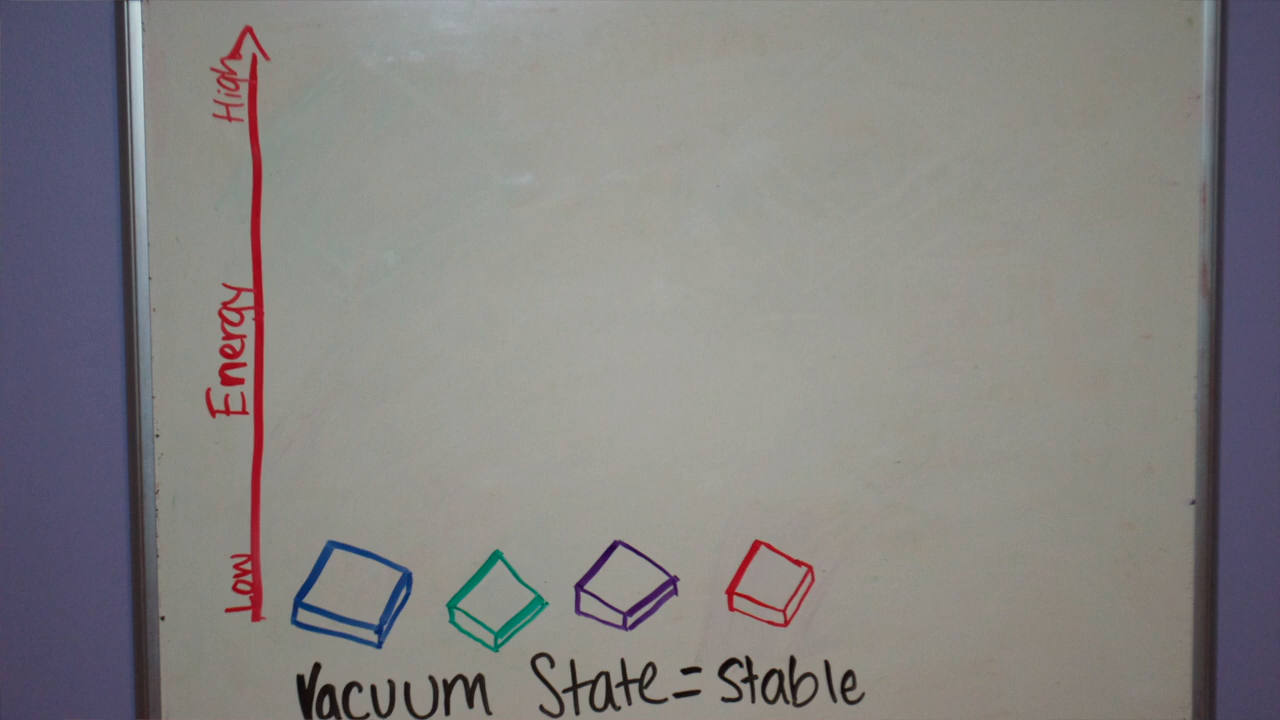 High
Energy
Low
Vacuum State = Stable